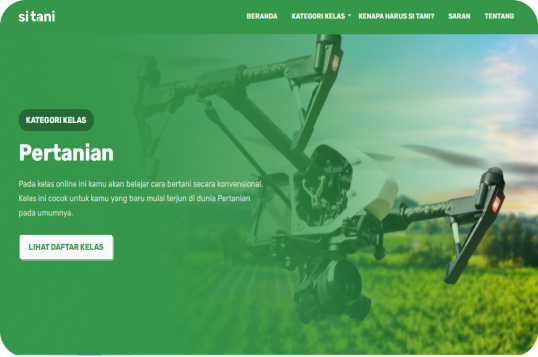 sitani
BERANDA KATEGORI KELAS KENAPA HARUS SI TANI? SARAN TENTANG
KATEGORI KELAS
Pertanian
Pada kelas online ini kamu akan belajar cara bertani secara konvensional.
Kelas ini cocok untuk kamu yang baru mulai terjun di dunia Pertanian
pada umumnya.
LIHAT DAFTAR KELAS